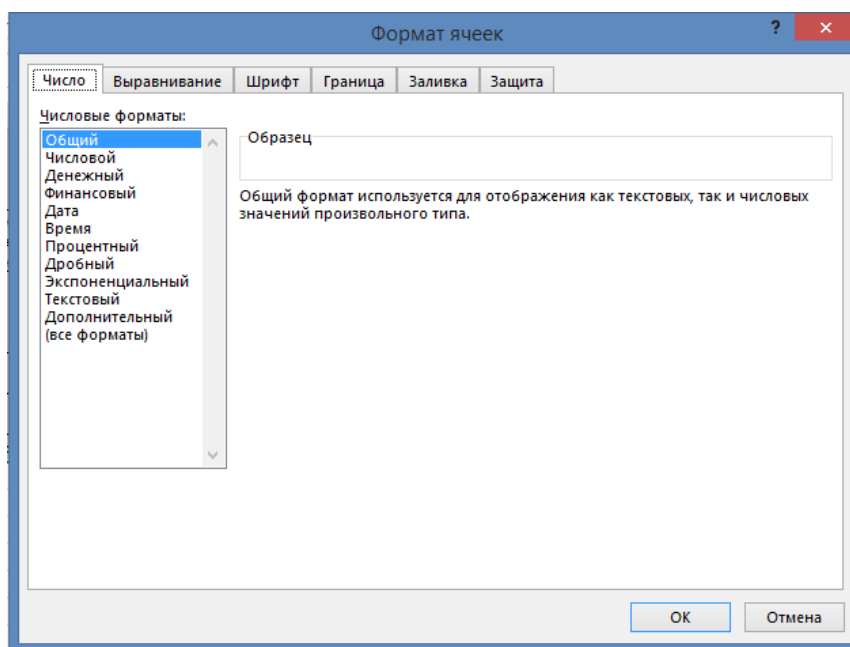 Формат ячеек
?
Число Выравнивание Шрифт Граница Заливка Защита
Числовые форматы:
Общий
Числовой
Денежный
Финансовый
Дата
Время
Процентный
Дробный
Экспоненциальный
Текстовый
Дополнительный
(все форматы)
Образец
Общий формат используется для отображения как текстовых, так и числовых
значений произвольного типа.
ОК Отмена